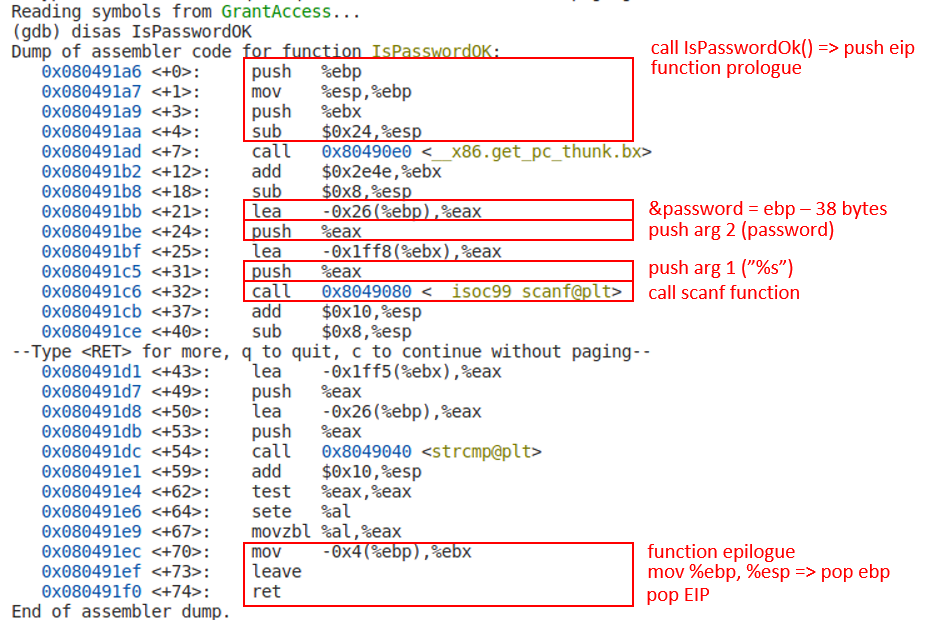 Reading symbols from GrantAccess...
(gdb) disas IsPasswordOK
Dump of assembler code for function IsPasswordOK:
call IsPasswordOk() => push eip
function prologue
0x080491a6 <+0>: push %ebp
0x080491a7 <+1>: mov %esp,%ebp
0x080491a9 <+3>: push %ebx
0x080491aa <+4>: sub $0x24,%esp
0x080491ad <+7>: call 0x80490e0 <__x86.get_pc_thunk.bx>
0x080491b2 <+12>: add $0x2e4e,%ebx
0x080491b8 <+18>: sub $0x8,%esp
0x080491bb <+21>: lea -0x26(%ebp),%eax
&password = ebp – 38 bytes
0x080491be <+24>: push %eax
push arg 2 (password)
0x080491bf <+25>: lea -0x1ff8(%ebx),%eax
0x080491c5 <+31>: push %eax
push arg 1 (”%s”)
0x080491c6 <+32>: call 0x8049080 <__isoc99_scanf@plt>
call scanf function
0x080491cb <+37>: add $0x10,%esp
0x080491ce <+40>: sub $0x8,%esp
--Type <RET> for more, q to quit, c to continue without paging--
0x080491d1 <+43>: lea -0x1ff5(%ebx),%eax
0x080491d7 <+49>: push %eax
0x080491d8 <+50>: lea -0x26(%ebp),%eax
0x080491db <+53>: push %eax
0x080491dc <+54>: call 0x8049040 <strcmp@plt>
0x080491e1 <+59>: add $0x10,%esp
0x080491e4 <+62>: test %eax,%eax
0x080491e6 <+64>: sete %al
0x080491e9 <+67>: movzbl %al,%eax
0x080491ec <+70>: mov -0x4(%ebp),%ebx
function epilogue
0x080491ef <+73>: leave
mov %ebp, %esp => pop ebp
0x080491f0 <+74>: ret
pop EIP
End of assembler dump.